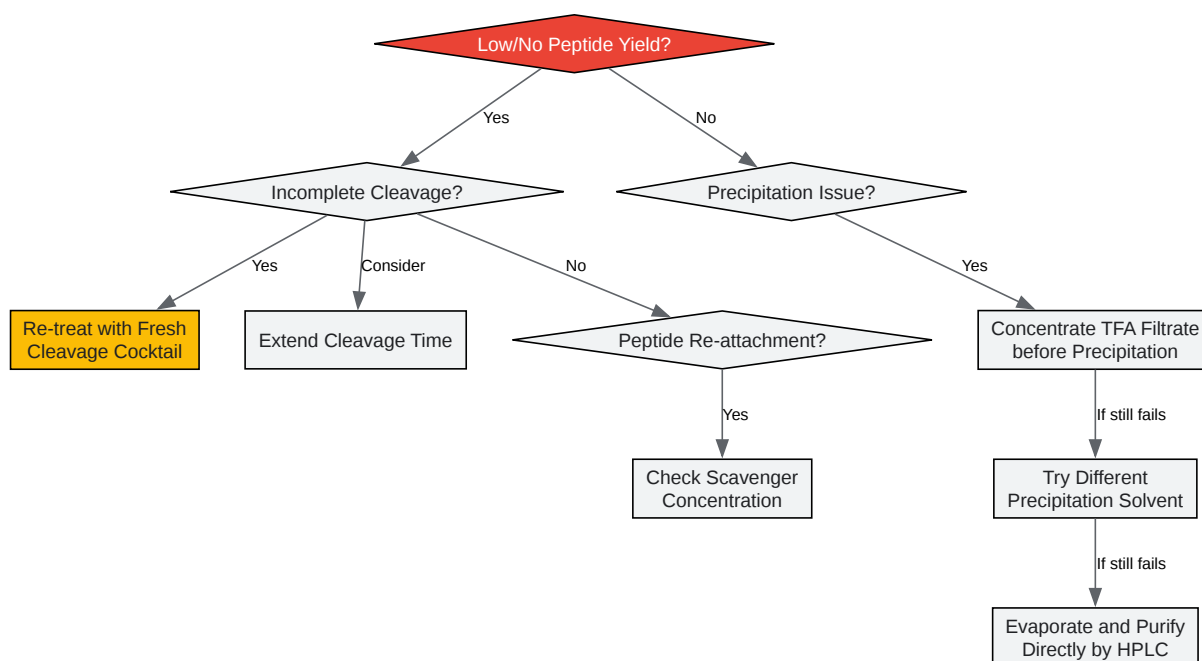 Low/No Peptide Yield?
Yes
No
Incomplete Cleavage?
Precipitation Issue?
Yes
Consider
No
Yes
Re-treat with Fresh
Cleavage Cocktail
Extend Cleavage Time
Peptide Re-attachment?
Concentrate TFA Filtrate
before Precipitation
Yes
If still fails
Check Scavenger
Concentration
Try Different
Precipitation Solvent
If still fails
Evaporate and Purify
Directly by HPLC